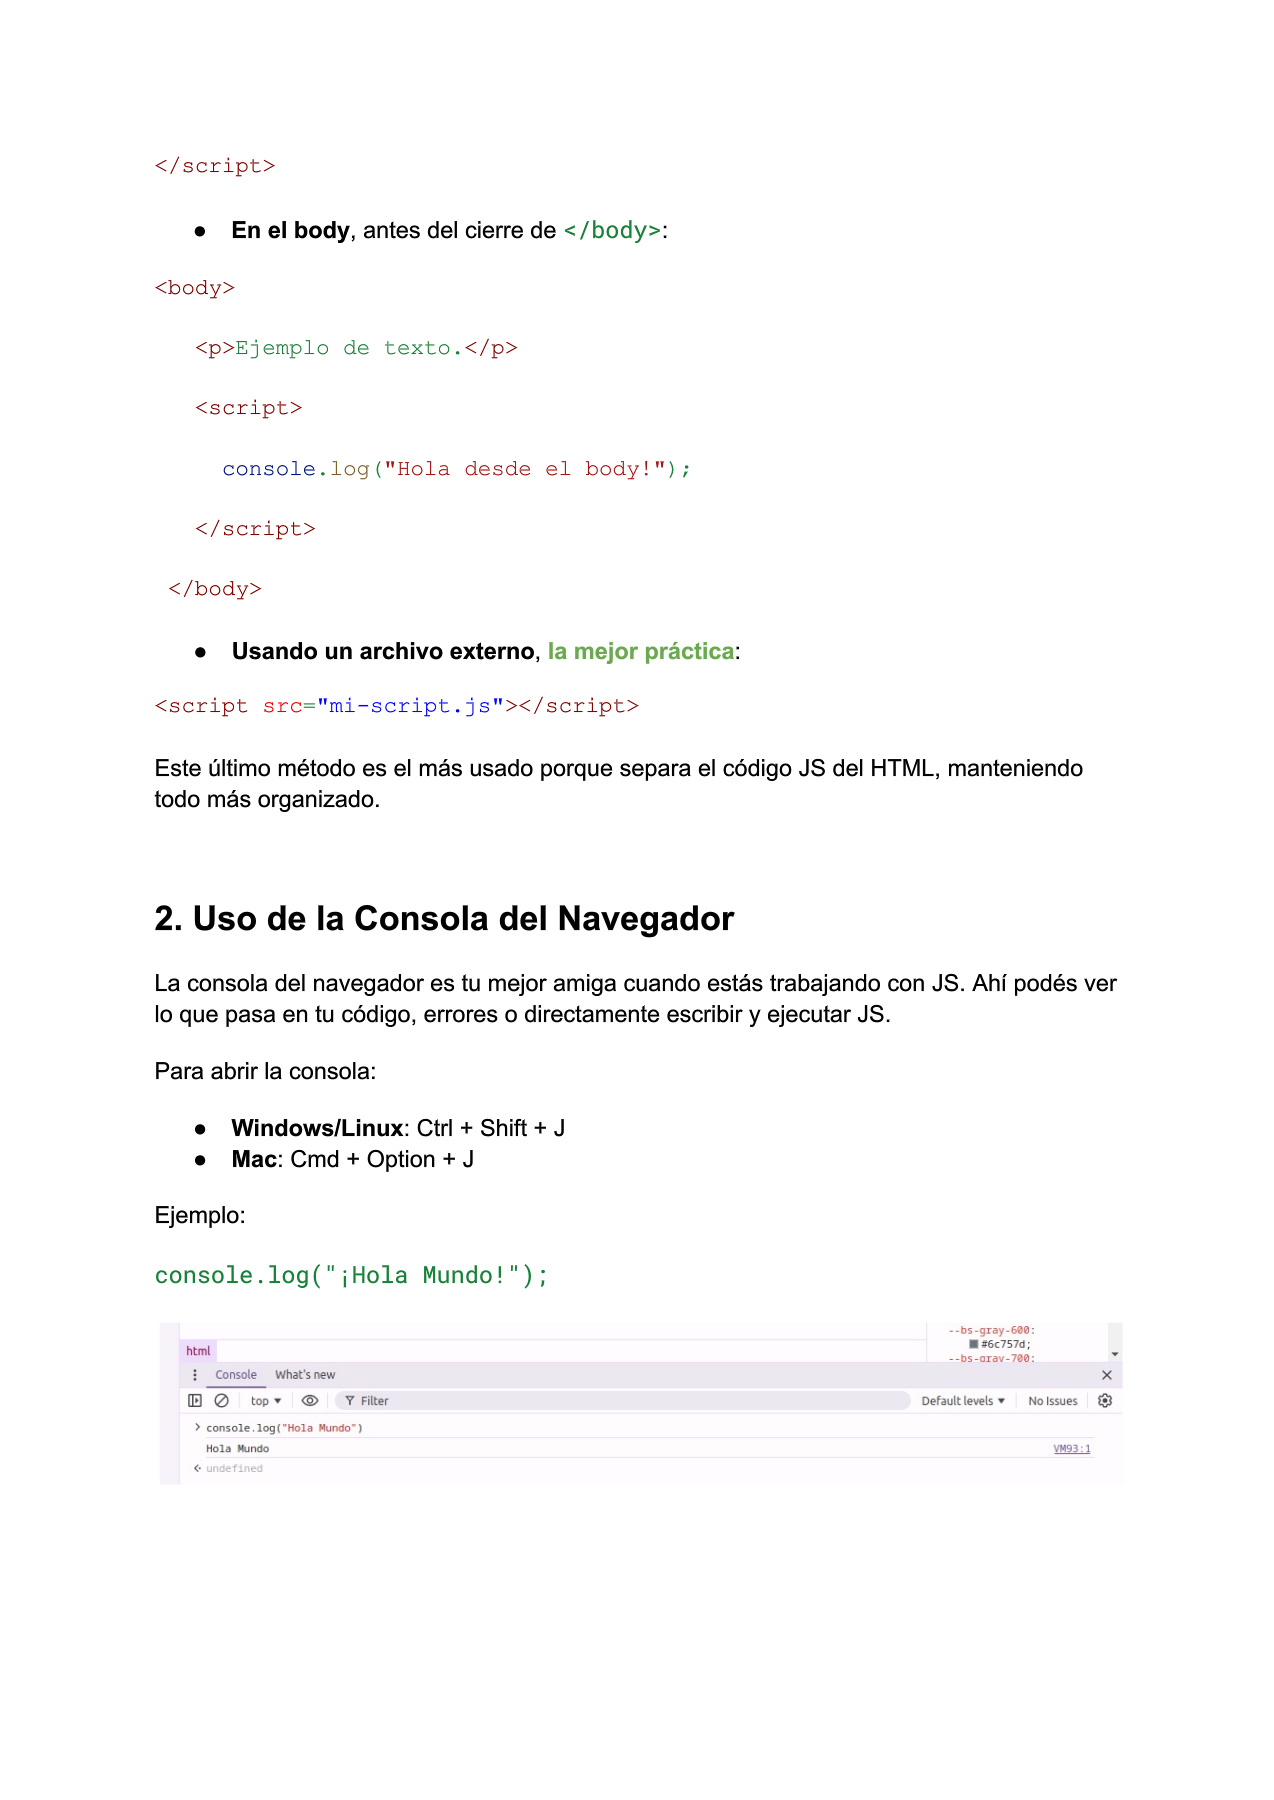 </script>
● En el body, antes del cierre de </body>:
<body>
<p>Ejemplo de texto.</p>
<script>
console.log("Hola desde el body!");
</script>
</body>
● Usando un archivo externo, la mejor práctica:
<script src="mi-script.js"></script>
Este último método es el más usado porque separa el código JS del HTML, manteniendo
todo más organizado.
2. Uso de la Consola del Navegador
La consola del navegador es tu mejor amiga cuando estás trabajando con JS. Ahí podés ver
lo que pasa en tu código, errores o directamente escribir y ejecutar JS.
Para abrir la consola:
● Windows/Linux: Ctrl + Shift + J
● Mac: Cmd + Option + J
Ejemplo:
console.log("¡Hola Mundo!");
--bs-gray-600:
#6c757d;
--bs-gray-700:
html
Console What's new
top Filter Default levels No Issues
console.log("Hola Mundo")
Hola Mundo VM93:1
undefined